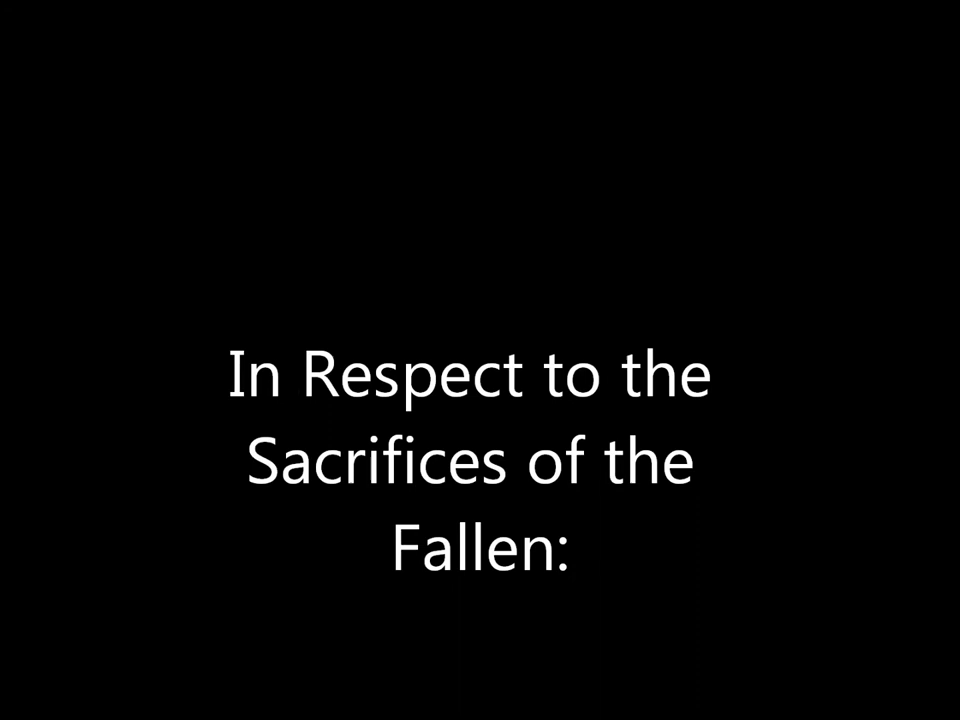 In Respect to the
Sacrifices of the
Fallen: